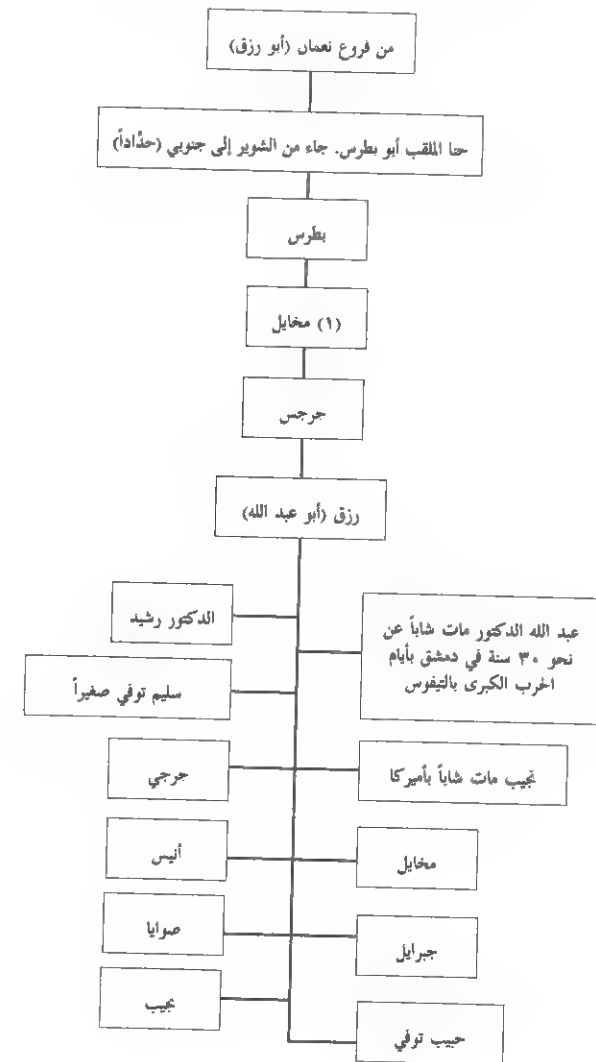 من فروع نعمان (أبو رزق)
حنا الملقب أبو بطرس. جاء من الشوير إلى جنوبي (حدّاداً)
بطرس
(١) مخايل
جرجس
رزق (أبو عبد الله)
عبد الله الدكتور مات شاباً عن
نحو ٣٠ سنة في دمشق بأيام
الحرب الكبرى بالتيفوس
الدكتور رشيد
سليم توفي صغيراً
نجيب مات شاباً بأميركا
جرجي
مخايل
أنيس
جبرايل
صوايا
حبيب توفي
نجيب